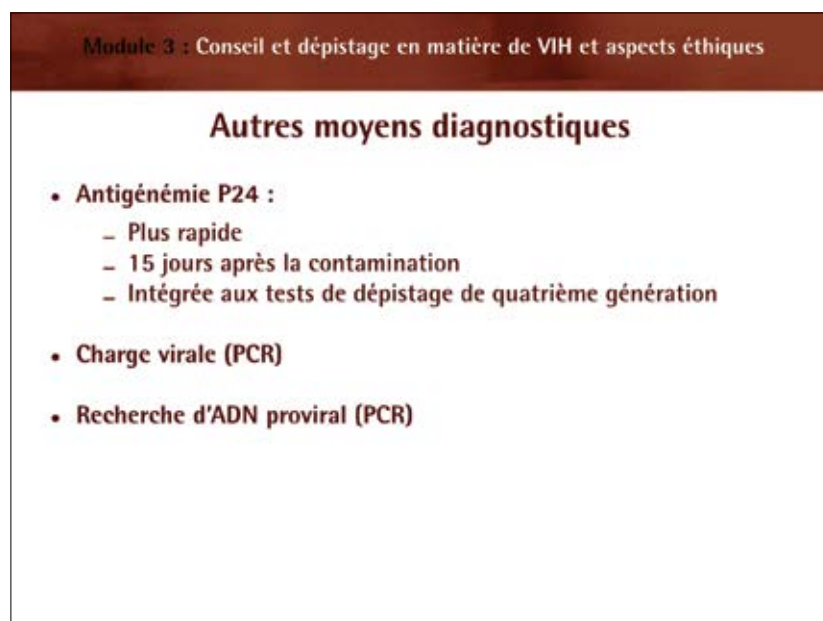 Module 3 : Conseil et dépistage en matière de VIH et aspects éthiques
Autres moyens diagnostiques
• Antigénémie P24 :
– Plus rapide
– 15 jours après la contamination
– Intégrée aux tests de dépistage de quatrième génération
• Charge virale (PCR)
• Recherche d'ADN proviral (PCR)